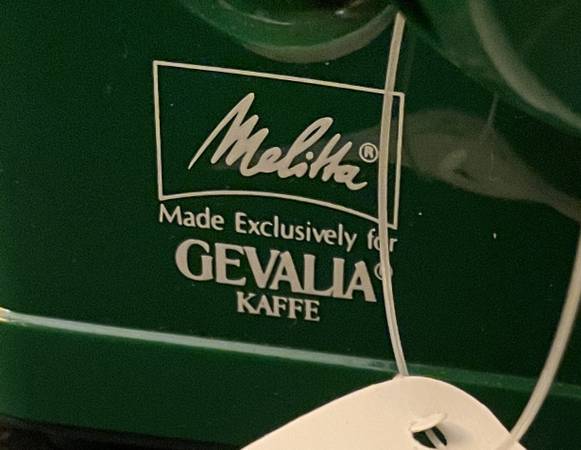 Melitta®
Made Exclusively for
GEVALIA®
KAFFE